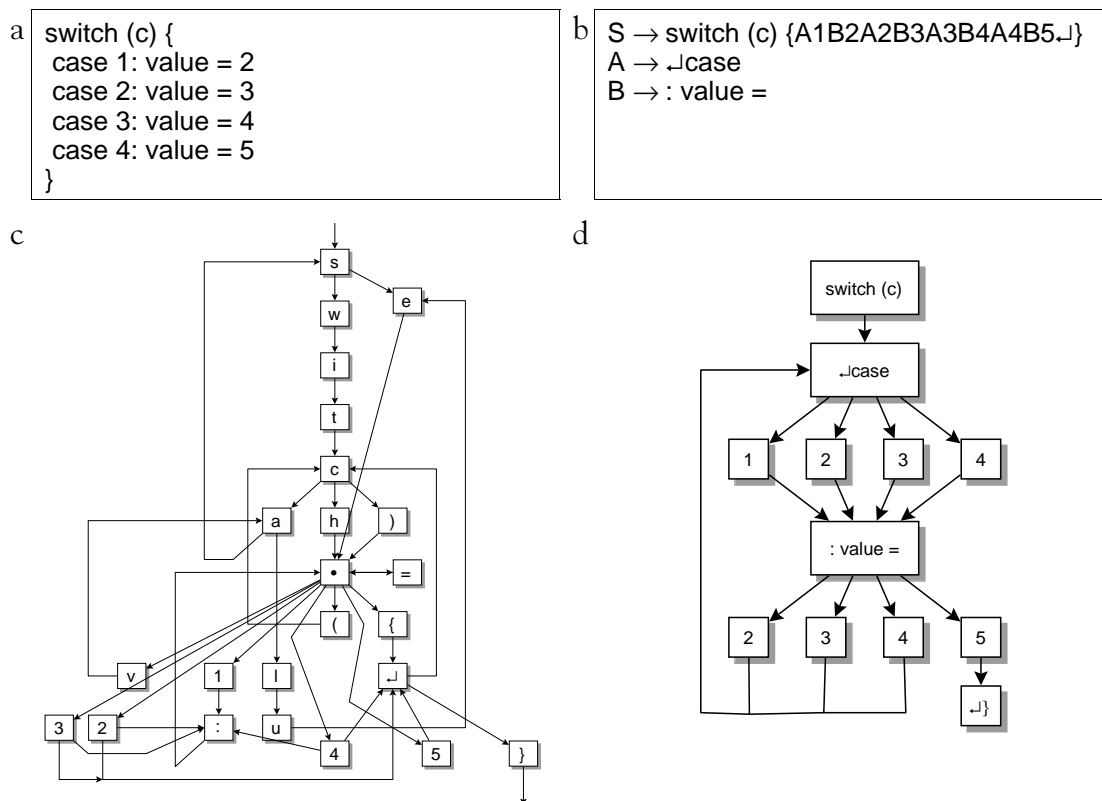 a
switch (c) {
case 1: value = 2
case 2: value = 3
case 3: value = 4
case 4: value = 5
}
b
S → switch (c) {A1B2A2B3A3B4A4B5↵}
A → ↵case
B → : value =
c
s
e
w
i
t
c
a h )
• =
( {
v 1 l ↵
3 2 : u
4 5 }
d
switch (c)
↵case
1 2 3 4
: value =
2 3 4 5
↵}